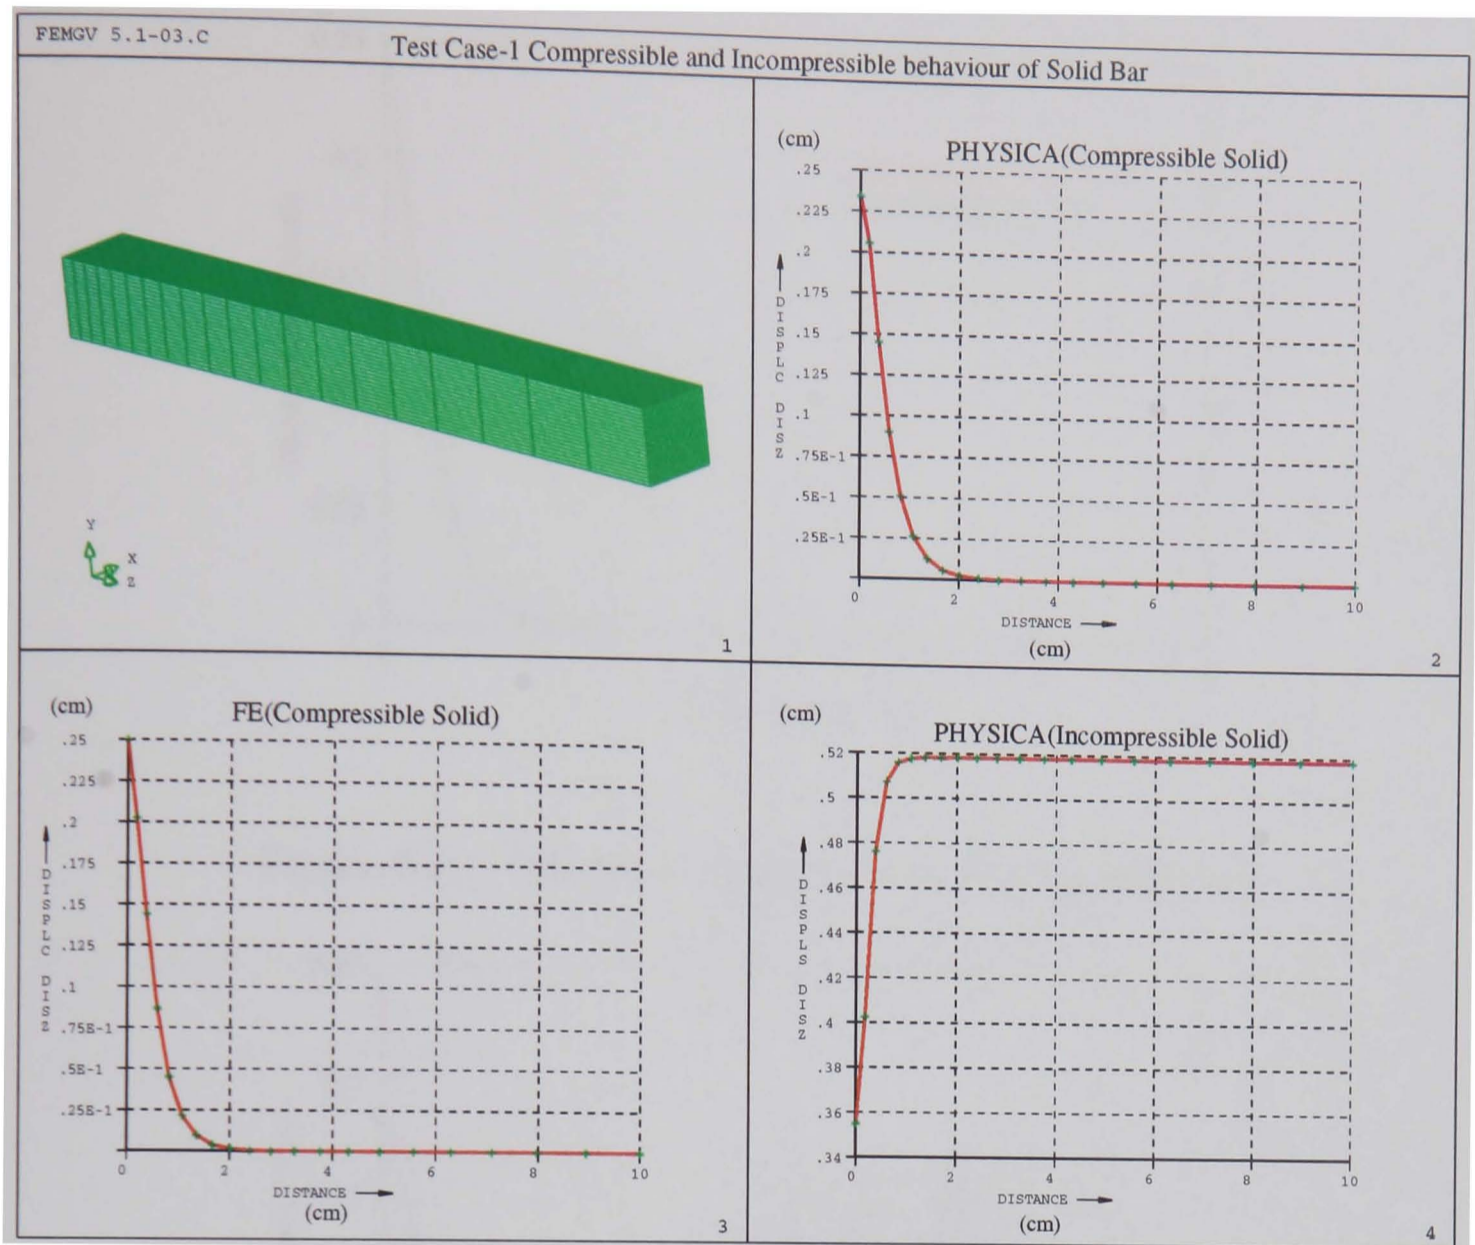 FEMGV 5.1-03.C
Test Case-1 Compressible and Incompressible behaviour of Solid Bar
Y
X
Z
1
(cm)
PHYSICA(Compressible Solid)
.25
.225
.2
.175
.15
.125
.1
.75E-1
.5E-1
.25E-1
DISPLC DISZ
0 2 4 6 8 10
DISTANCE
(cm)
2
(cm)
FE(Compressible Solid)
.25
.225
.2
.175
.15
.125
.1
.75E-1
.5E-1
.25E-1
DISPLC DISZ
0 2 4 6 8 10
DISTANCE
(cm)
3
(cm)
PHYSICA(Incompressible Solid)
.52
.5
.48
.46
.44
.42
.4
.38
.36
.34
DISPLS DISZ
0 2 4 6 8 10
DISTANCE
(cm)
4